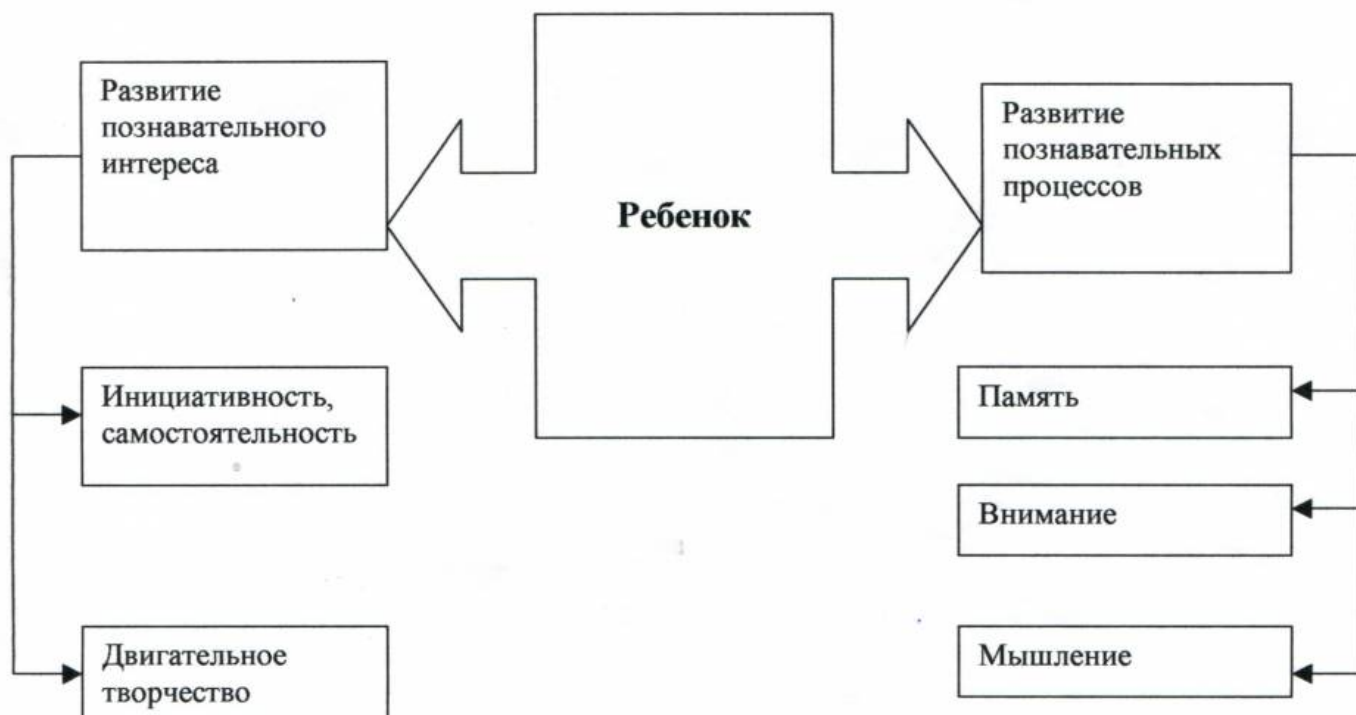 Развитие
познавательного
интереса
Ребенок
Развитие
познавательных
процессов
Инициативность,
самостоятельность
Память
Внимание
Двигательное
творчество
Мышление